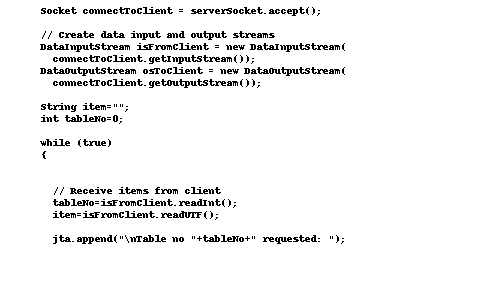 Socket connectToClient = serverSocket.accept();
// Create data input and output streams
DataInputStream isFromClient = new DataInputStream(
connectToClient.getInputStream());
DataOutputStream osToClient = new DataOutputStream(
connectToClient.getOutputStream());
String item="";
int tableNo=0;
while (true)
{
// Receive items from client
tableNo=isFromClient.readInt();
item=isFromClient.readUTF();
jta.append("\nTable no "+tableNo+" requested: ");